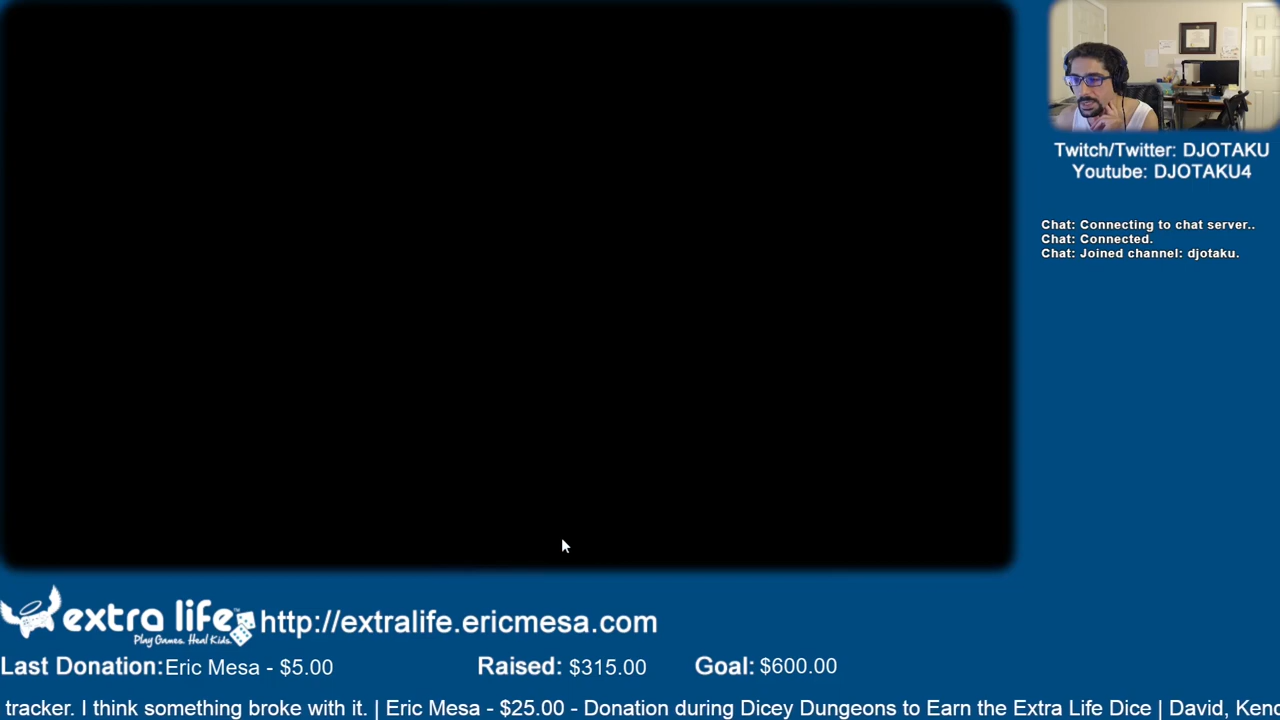 Twitch/Twitter: DJOTAKU
Youtube: DJOTAKU4
Chat: Connecting to chat server..
Chat: Connected.
Chat: Joined channel: djotaku.
extra life
Play Games. Heal Kids.
http://extralife.ericmesa.com
Last Donation: Eric Mesa - $5.00 Raised: $315.00 Goal: $600.00
tracker. I think something broke with it. | Eric Mesa - $25.00 - Donation during Dicey Dungeons to Earn the Extra Life Dice | David, Kend